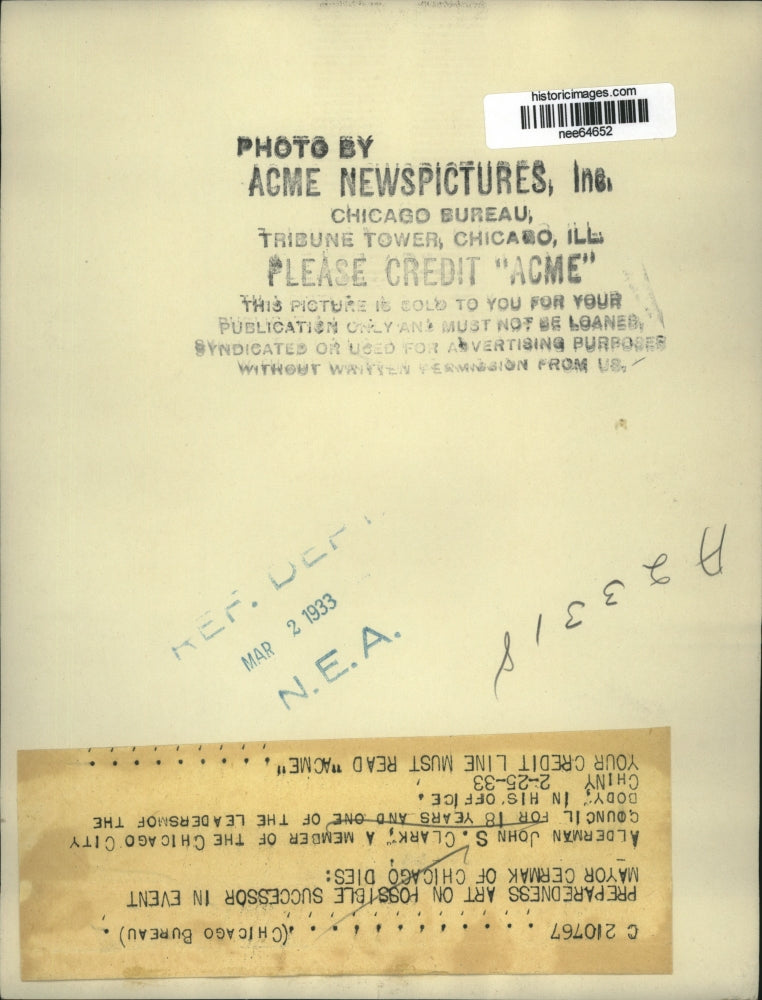 historicimages.com
nee64652
PHOTO BY
ACME NEWSPICTURES, Inc.
CHICAGO BUREAU,
TRIBUNE TOWER, CHICAGO, ILL.
PLEASE CREDIT "ACME"
THIS PICTURE IS SOLD TO YOU FOR YOUR
PUBLICATION ONLY AND MUST NOT BE LOANED,
SYNDICATED OR USED FOR ADVERTISING PURPOSES
WITHOUT WRITTEN PERMISSION FROM US.
A 23318
REF. DEPT
MAR 2 1933
N.E.A.
C 210767 . . . . . . . . . . . (CHICAGO BUREAU) .
PREPAREDNESS ART ON POSSIBLE SUCCESSOR IN EVENT
MAYOR CERMAK OF CHICAGO DIES:
ALDERMAN JOHN S. CLARK, A MEMBER OF THE CHICAGO CITY
COUNCIL FOR 18 YEARS AND ONE OF THE LEADERS OF THE
BODY, IN HIS OFFICE.
CHINY 2-25-33
YOUR CREDIT LINE MUST READ "ACME" . . . . . . . . .